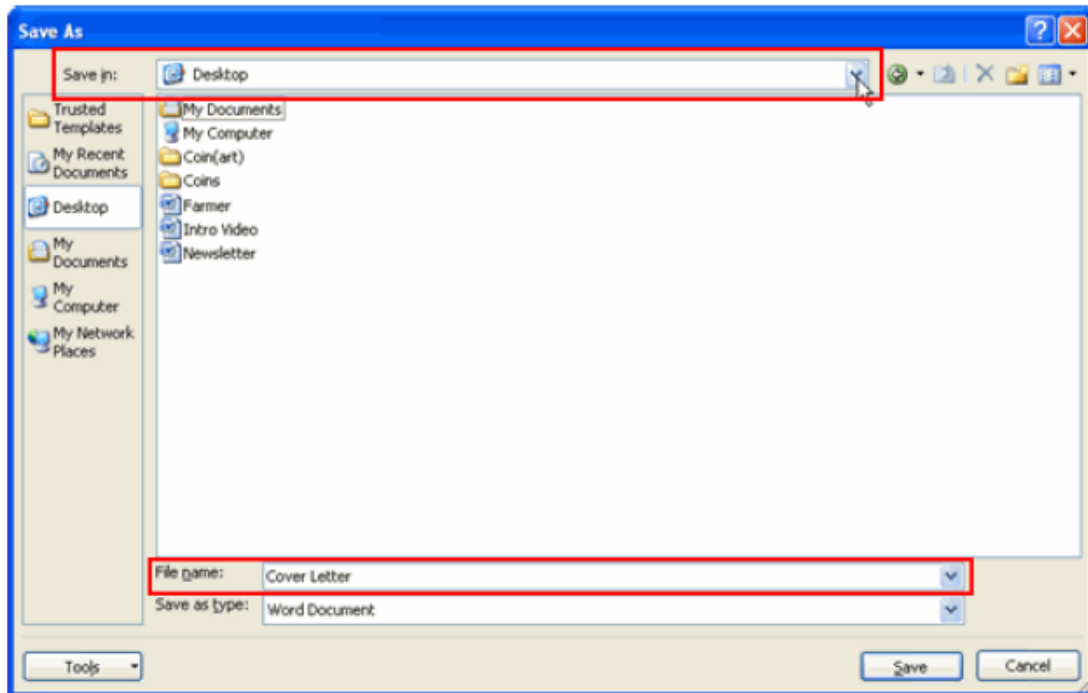 Save As
?
Save in:
Desktop
Trusted
Templates
My Recent
Documents
Desktop
My
Documents
My
Computer
My Network
Places
My Documents
My Computer
Coin(art)
Coins
Farmer
Intro Video
Newsletter
File name:
Cover Letter
Save as type:
Word Document
Tools
Save
Cancel